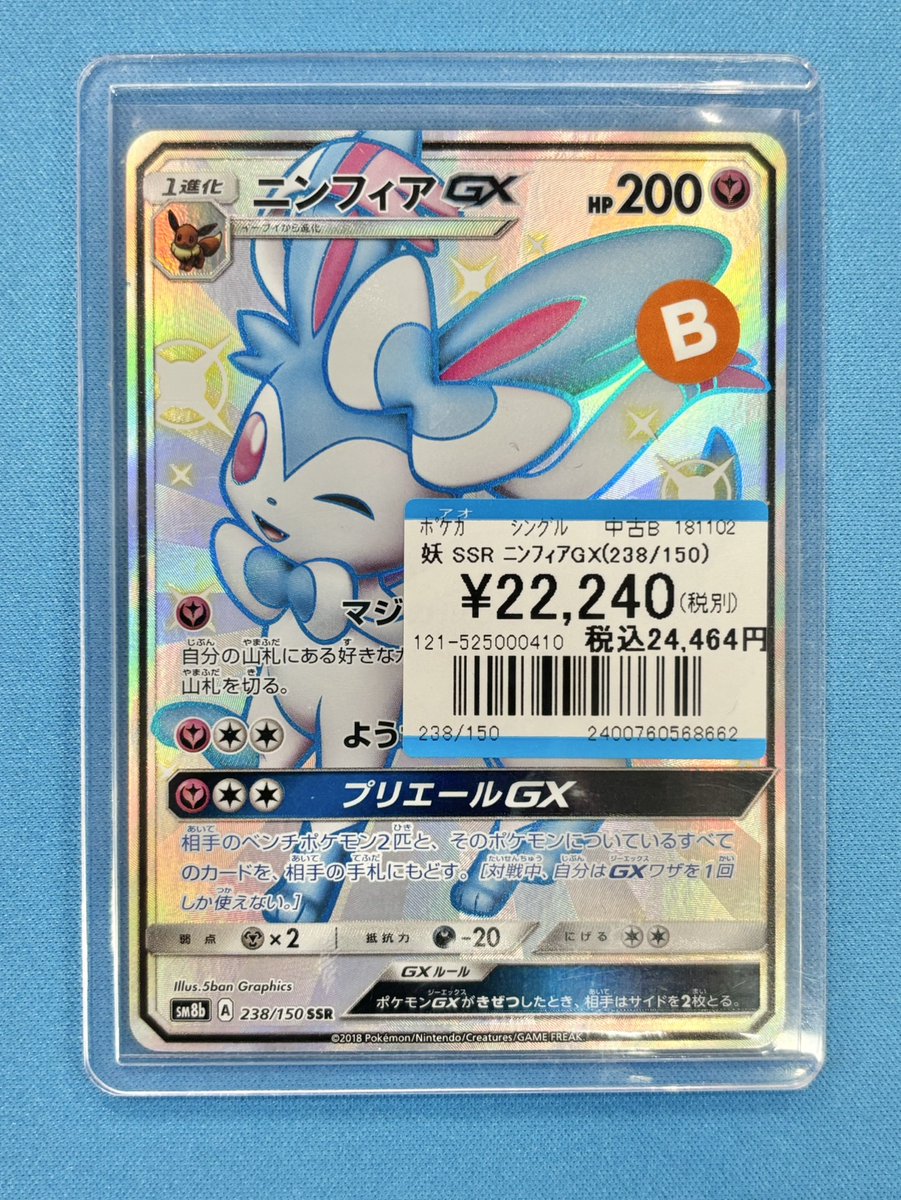 1進化
ニンフィアGX
HP200
イーブイから進化
B
アオ
ポケカ シングル 中古B 181102
妖 SSR ニンフィアGX(238/150)
¥22,240(税別)
121-525000410 税込24,464円
238/150 2400760568662
マジ
自分の山札にある好きな
山札を切る。
よう
プリエールGX
相手のベンチポケモン2匹と、そのポケモンについているすべて
のカードを、相手の手札にもどす。[対戦中、自分はGXワザを1回
しか使えない。]
弱点 ×2 抵抗力 -20 にげる
GXルール
ポケモンGXがきぜつしたとき、相手はサイドを2枚とる。
Illus.5ban Graphics
SM8b A 238/150 SSR
©2018 Pokémon/Nintendo/Creatures/GAME FREAK.